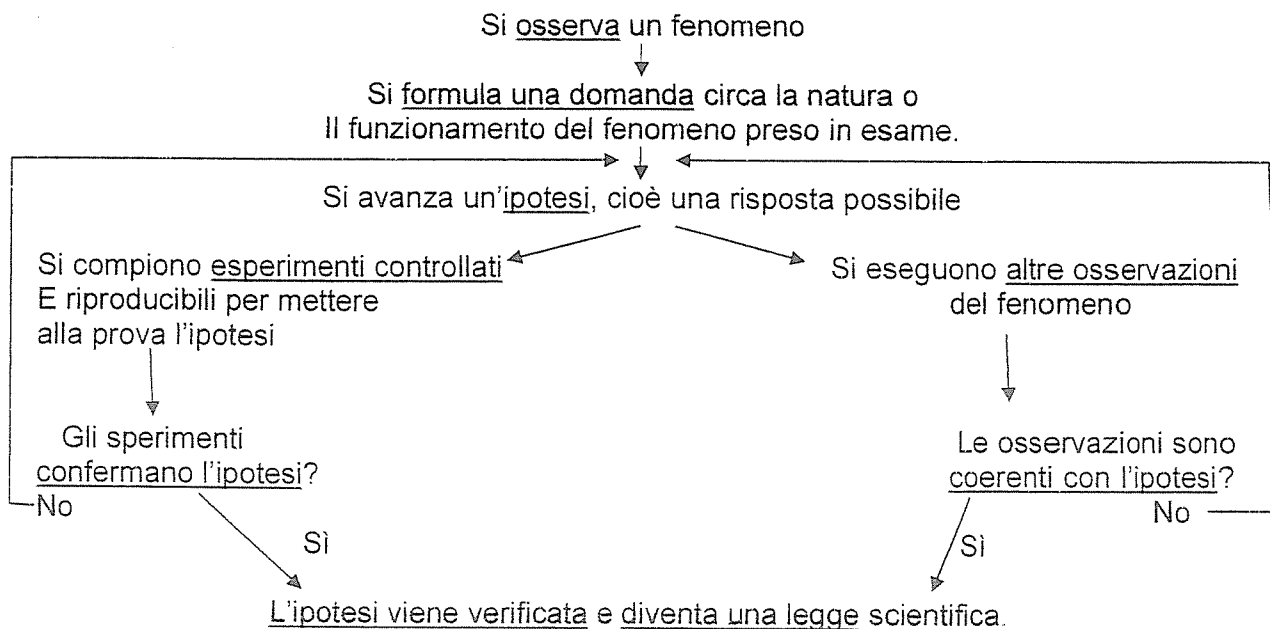 Si osserva un fenomeno
Si formula una domanda circa la natura o
Il funzionamento del fenomeno preso in esame.
Si avanza un'ipotesi, cioè una risposta possibile
Si compiono esperimenti controllati
E riproducibili per mettere
alla prova l'ipotesi
Si eseguono altre osservazioni
del fenomeno
Gli sperimenti
confermano l'ipotesi?
No
Sì
Le osservazioni sono
coerenti con l'ipotesi?
No
Sì
L'ipotesi viene verificata e diventa una legge scientifica.